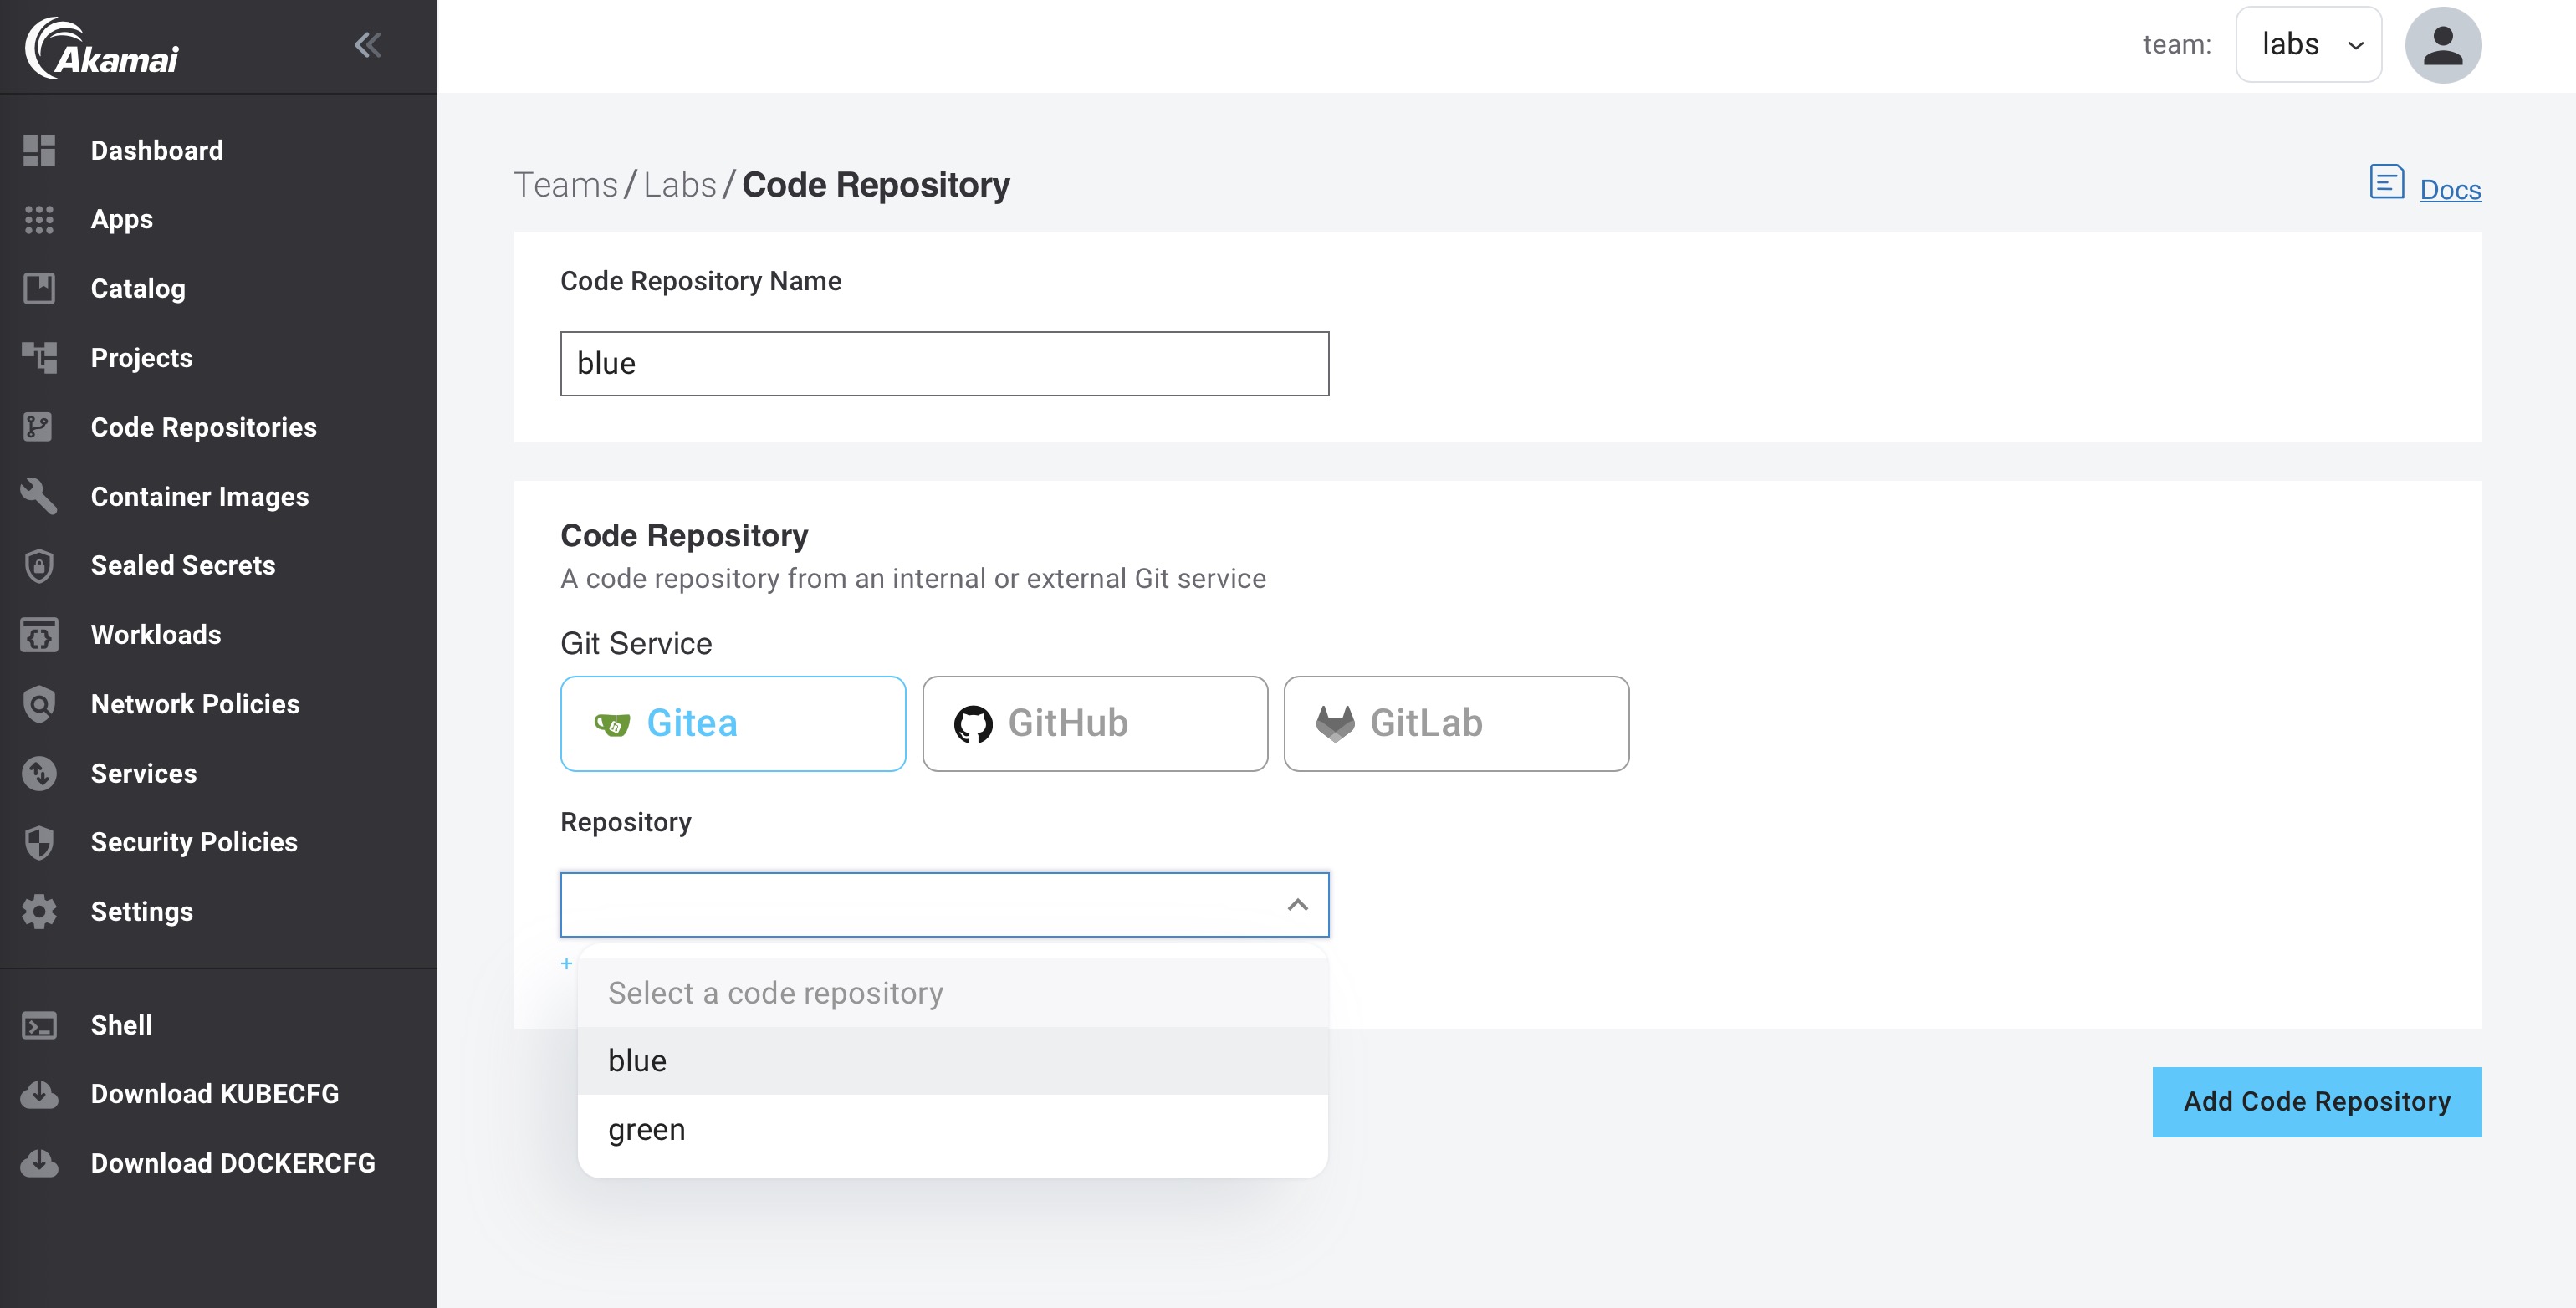 Akamai
team:
labs
Dashboard
Apps
Catalog
Projects
Code Repositories
Container Images
Sealed Secrets
Workloads
Network Policies
Services
Security Policies
Settings
Shell
Download KUBECFG
Download DOCKERCFG
Teams / Labs / Code Repository
Docs
Code Repository Name
blue
Code Repository
A code repository from an internal or external Git service
Git Service
Gitea
GitHub
GitLab
Repository
+
Select a code repository
blue
green
Add Code Repository